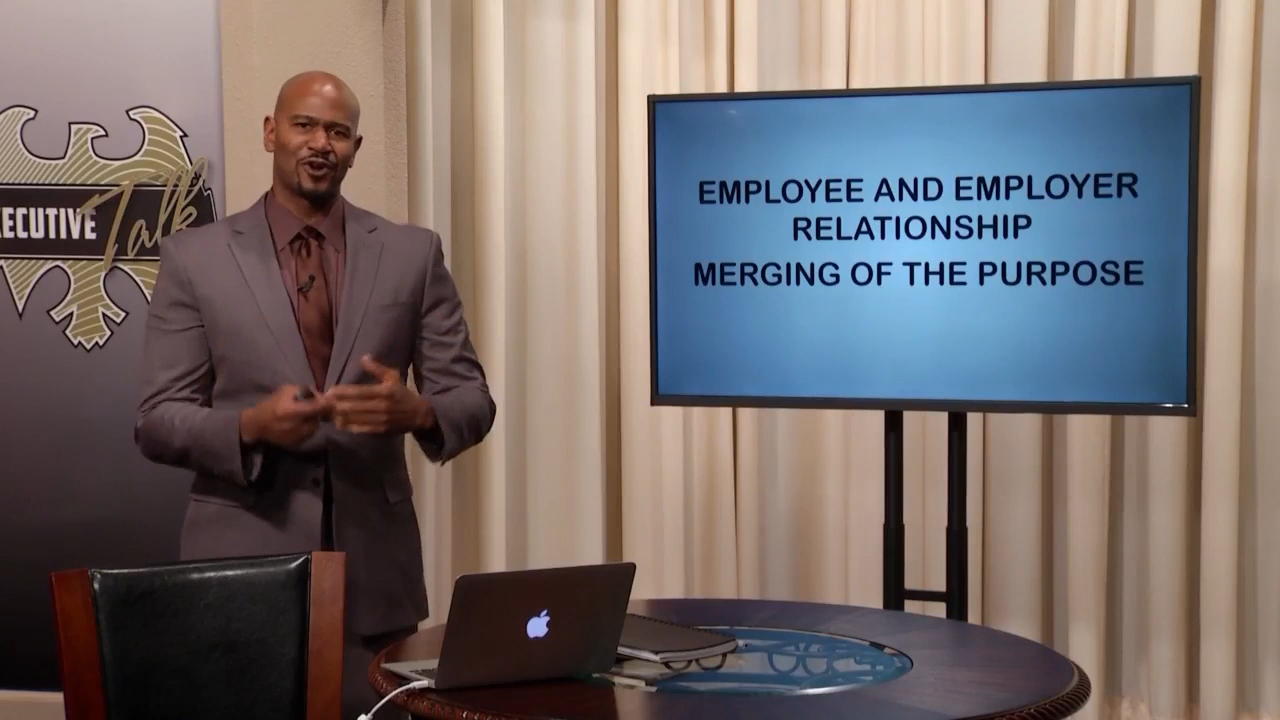 ECUTIVE
Talk
EMPLOYEE AND EMPLOYER
RELATIONSHIP
MERGING OF THE PURPOSE